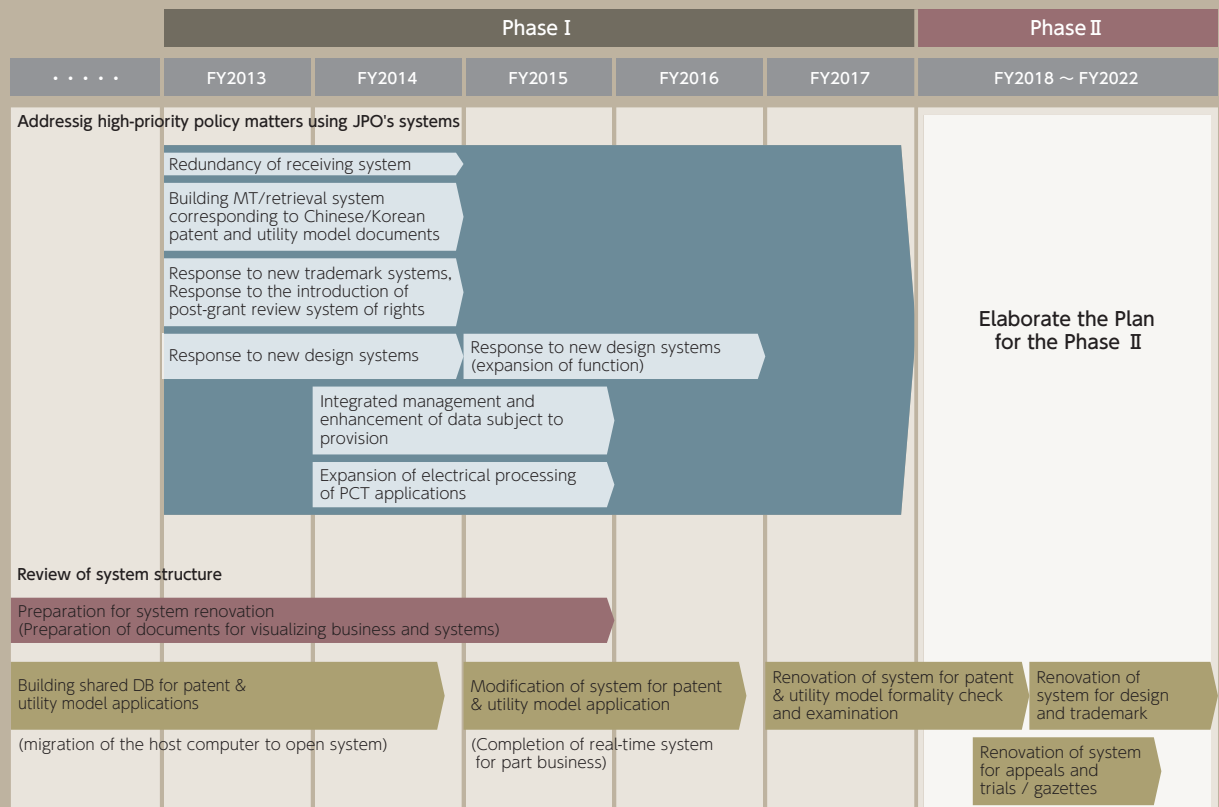 Phase Ⅰ
Phase Ⅱ
・・・・・
FY2013
FY2014
FY2015
FY2016
FY2017
FY2018 ～ FY2022
Addressig high-priority policy matters using JPO's systems
Redundancy of receiving system
Building MT/retrieval system
corresponding to Chinese/Korean
patent and utility model documents
Response to new trademark systems,
Response to the introduction of
post-grant review system of rights
Response to new design systems
Response to new design systems
(expansion of function)
Integrated management and
enhancement of data subject to
provision
Expansion of electrical processing
of PCT applications
Elaborate the Plan
for the Phase Ⅱ
Review of system structure
Preparation for system renovation
(Preparation of documents for visualizing business and systems)
Building shared DB for patent &
utility model applications
(migration of the host computer to open system)
Modification of system for patent
& utility model application
(Completion of real-time system
for part business)
Renovation of system for patent
& utility model formality check
and examination
Renovation of
system for design
and trademark
Renovation of system
for appeals and
trials / gazettes